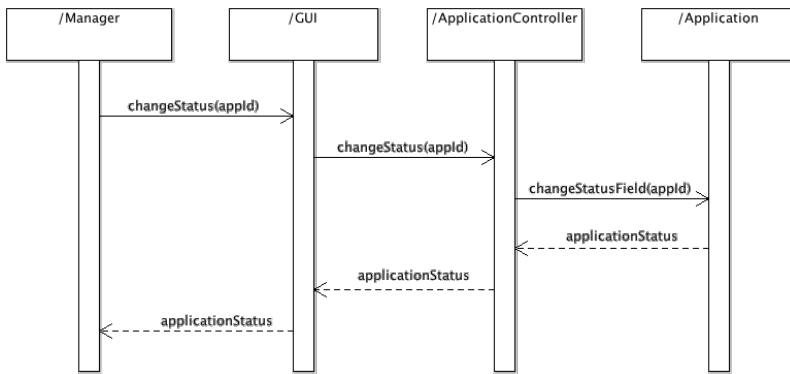 /Manager
/GUI
/ApplicationController
/Application
changeStatus(appId)
changeStatus(appId)
changeStatusField(appId)
applicationStatus
applicationStatus
applicationStatus